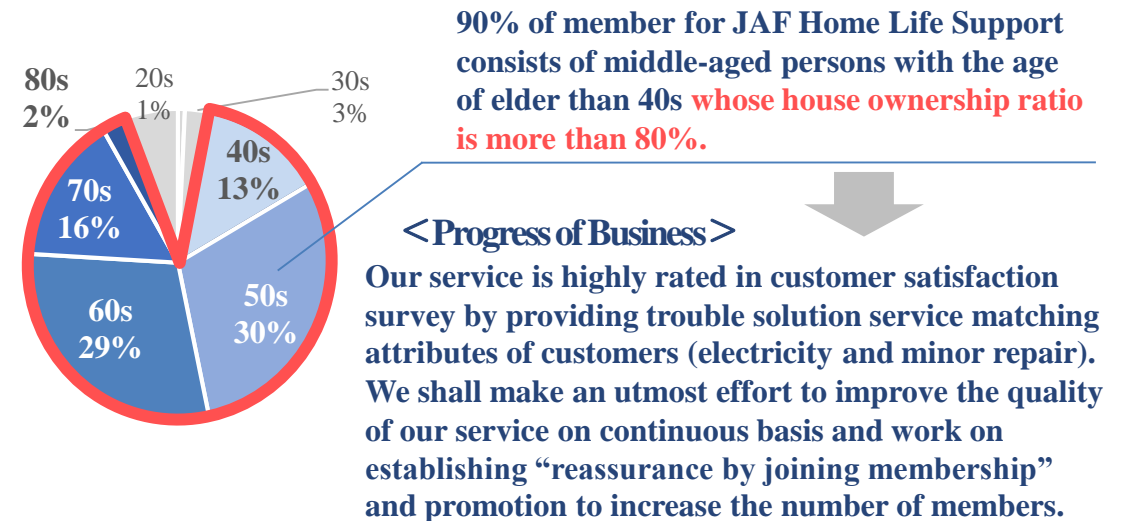 90% of member for JAF Home Life Support
consists of middle-aged persons with the age
of elder than 40s whose house ownership ratio
is more than 80%.
80s
2%
20s
1%
30s
3%
40s
13%
70s
16%
50s
30%
60s
29%
＜Progress of Business＞
Our service is highly rated in customer satisfaction
survey by providing trouble solution service matching
attributes of customers (electricity and minor repair).
We shall make an utmost effort to improve the quality
of our service on continuous basis and work on
establishing “reassurance by joining membership”
and promotion to increase the number of members.